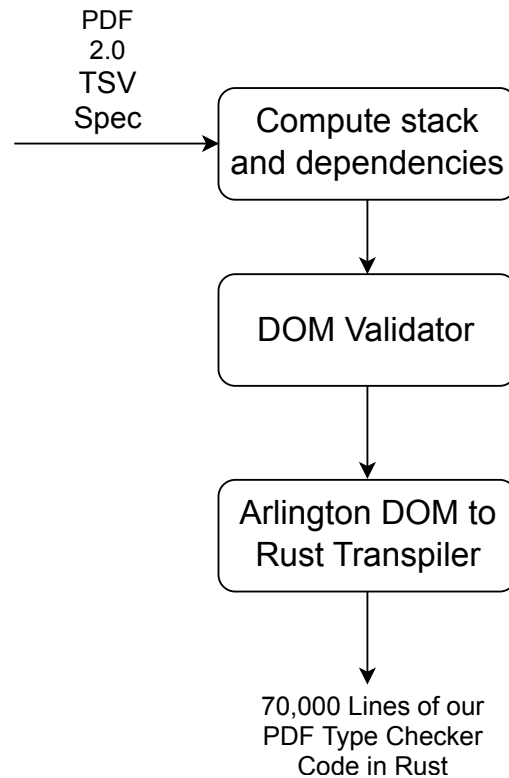 PDF
2.0
TSV
Spec
Compute stack
and dependencies
DOM Validator
Arlington DOM to
Rust Transpiler
70,000 Lines of our
PDF Type Checker
Code in Rust